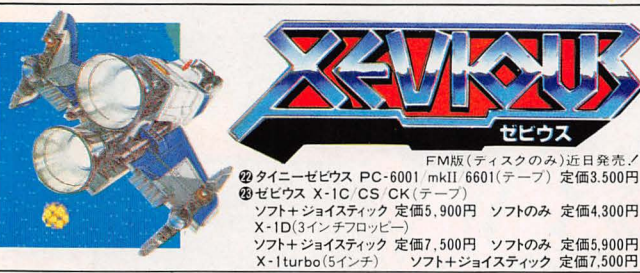 XEVIOUS
ゼビウス
FM版(ディスクのみ)近日発売!
㉒タイニーゼビウス PC-6001/mkII/6601(テープ) 定価3.500円
㉓ゼビウス X-1C/CS/CK(テープ)
ソフト+ジョイスティック 定価5,900円 ソフトのみ 定価4,300円
X-1D(3インチフロッピー)
ソフト+ジョイスティック 定価7,500円 ソフトのみ 定価5,900円
X-1turbo(5インチ) ソフト+ジョイスティック 定価7,500円